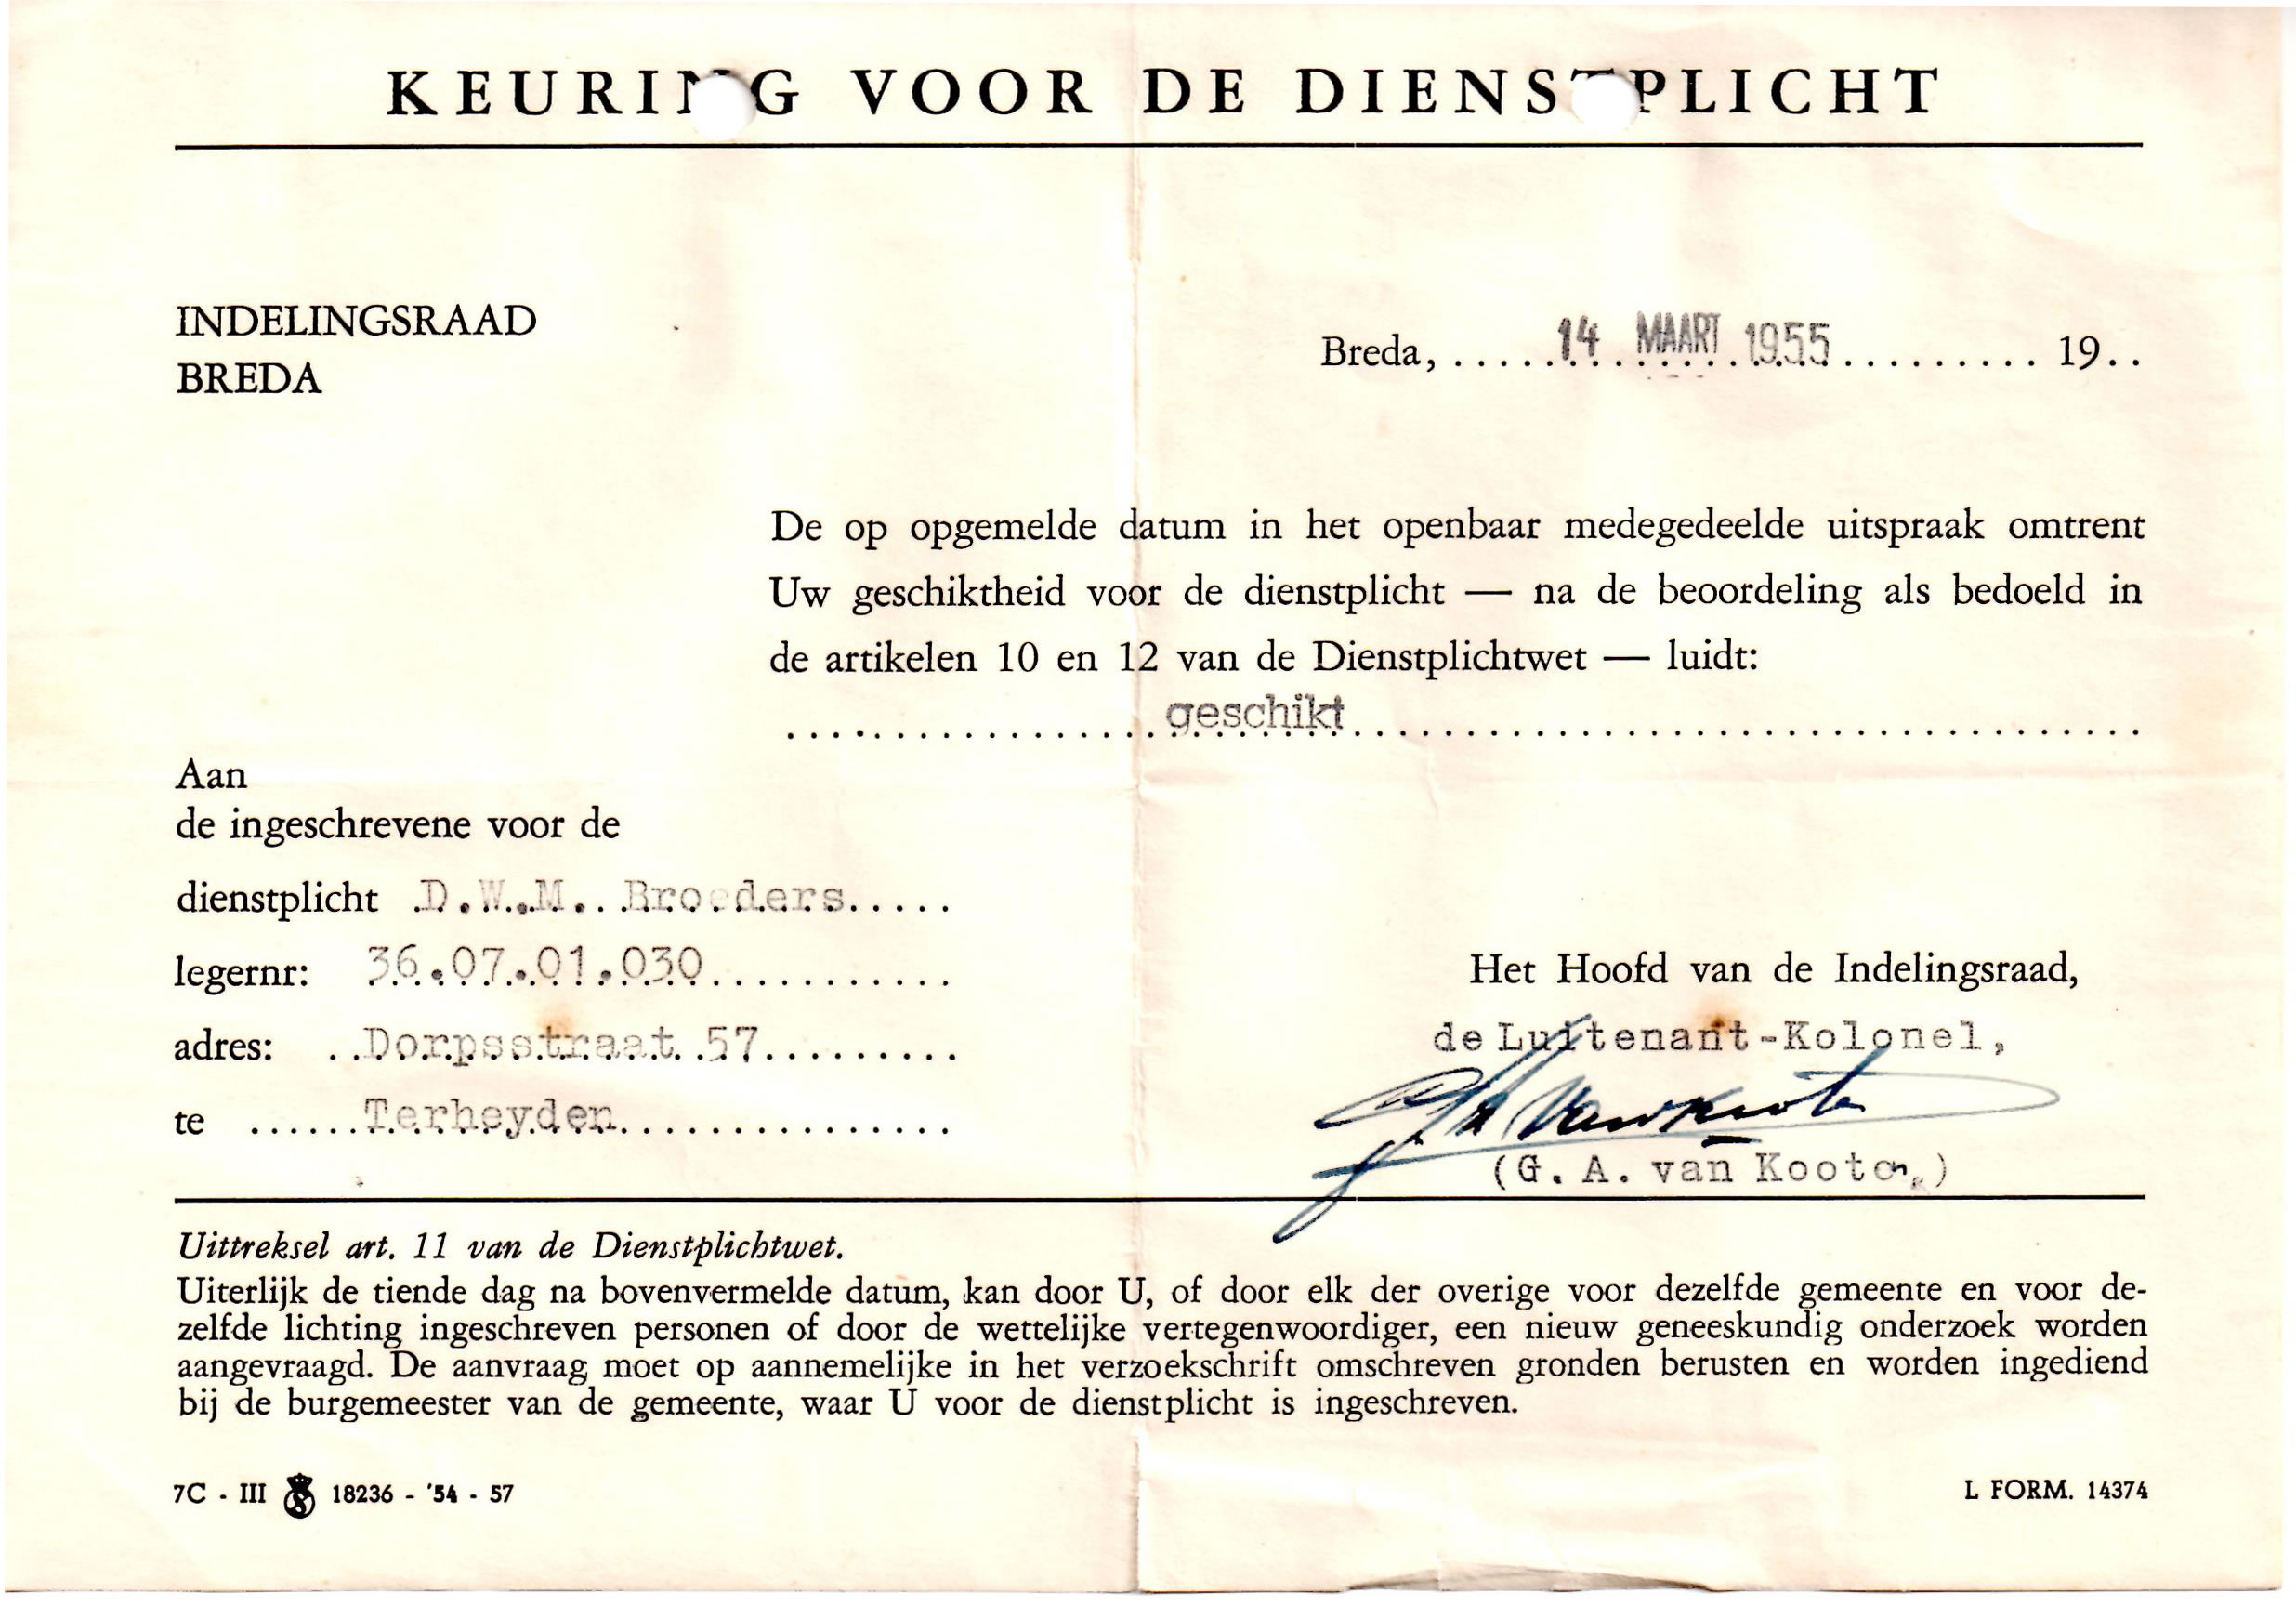 KEURING VOOR DE DIENSTPLICHT
INDELINGSRAAD
BREDA
Breda, .....14 MAART 1955......... 19..
De op opgemelde datum in het openbaar medegedeelde uitspraak omtrent
Uw geschiktheid voor de dienstplicht — na de beoordeling als bedoeld in
de artikelen 10 en 12 van de Dienstplichtwet — luidt:
geschikt
Aan
de ingeschrevene voor de
dienstplicht D.W.M. Broeders
legernr: 36.07.01.030
adres: Dorpsstraat 57
te Terheyden
Het Hoofd van de Indelingsraad,
de Luitenant-Kolonel,
(G. A. van Kooten.)
Uittreksel art. 11 van de Dienstplichtwet.
Uiterlijk de tiende dag na bovenvermelde datum, kan door U, of door elk der overige voor dezelfde gemeente en voor de-
zelfde lichting ingeschreven personen of door de wettelijke vertegenwoordiger, een nieuw geneeskundig onderzoek worden
aangevraagd. De aanvraag moet op aannemelijke in het verzoekschrift omschreven gronden berusten en worden ingediend
bij de burgemeester van de gemeente, waar U voor de dienstplicht is ingeschreven.
7C - III 18236 - '54 - 57
L FORM. 14374